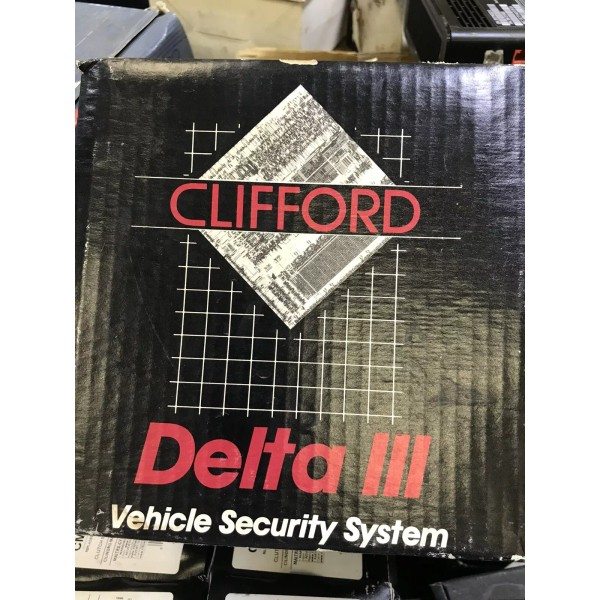 CLIFFORD
Delta III
Vehicle Security System